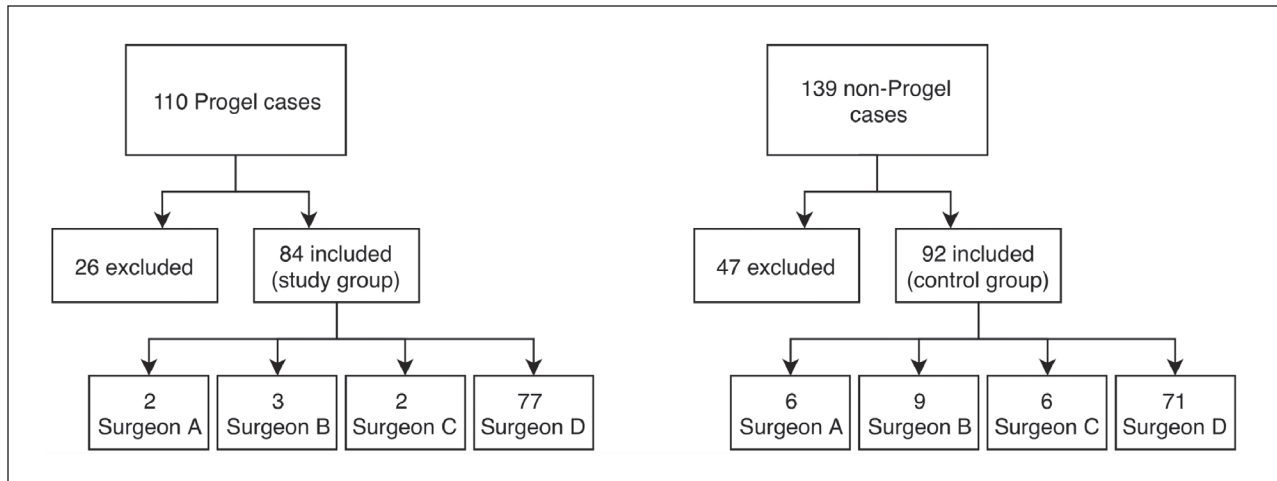 110 Progel cases
26 excluded
84 included
(study group)
2
Surgeon A
3
Surgeon B
2
Surgeon C
77
Surgeon D
139 non-Progel
cases
47 excluded
92 included
(control group)
6
Surgeon A
9
Surgeon B
6
Surgeon C
71
Surgeon D